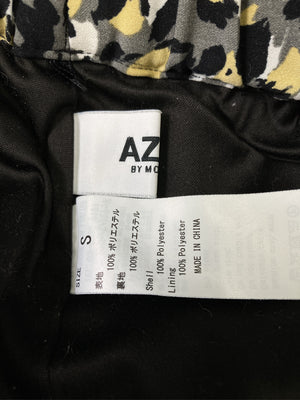 AZ
BY MO
SIZE
S
表地
100% ポリエステル
裏地
100% ポリエステル
Shell
100% Polyester
Lining
100% Polyester
MADE IN CHINA